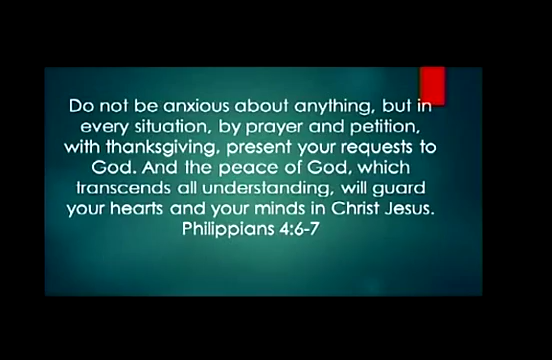 Do not be anxious about anything, but in
every situation, by prayer and petition,
with thanksgiving, present your requests to
God. And the peace of God, which
transcends all understanding, will guard
your hearts and your minds in Christ Jesus.
Philippians 4:6-7